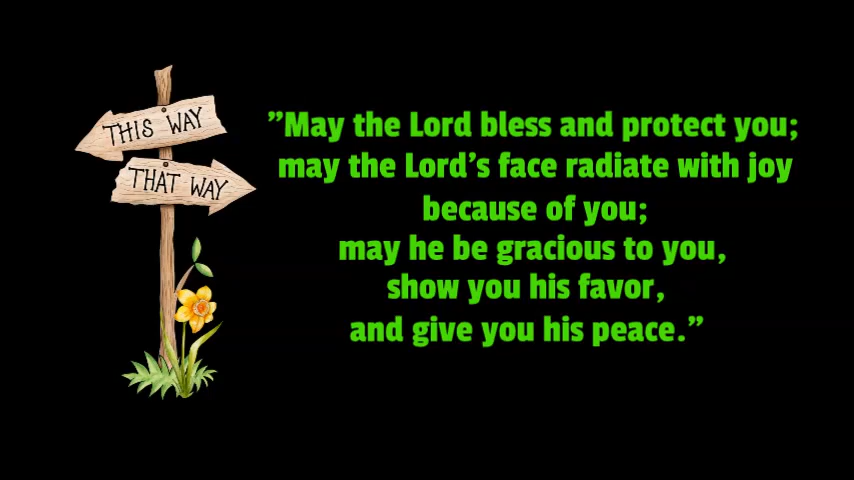 THIS WAY
THAT WAY
”May the Lord bless and protect you;
may the Lord’s face radiate with joy
because of you;
may he be gracious to you,
show you his favor,
and give you his peace.”